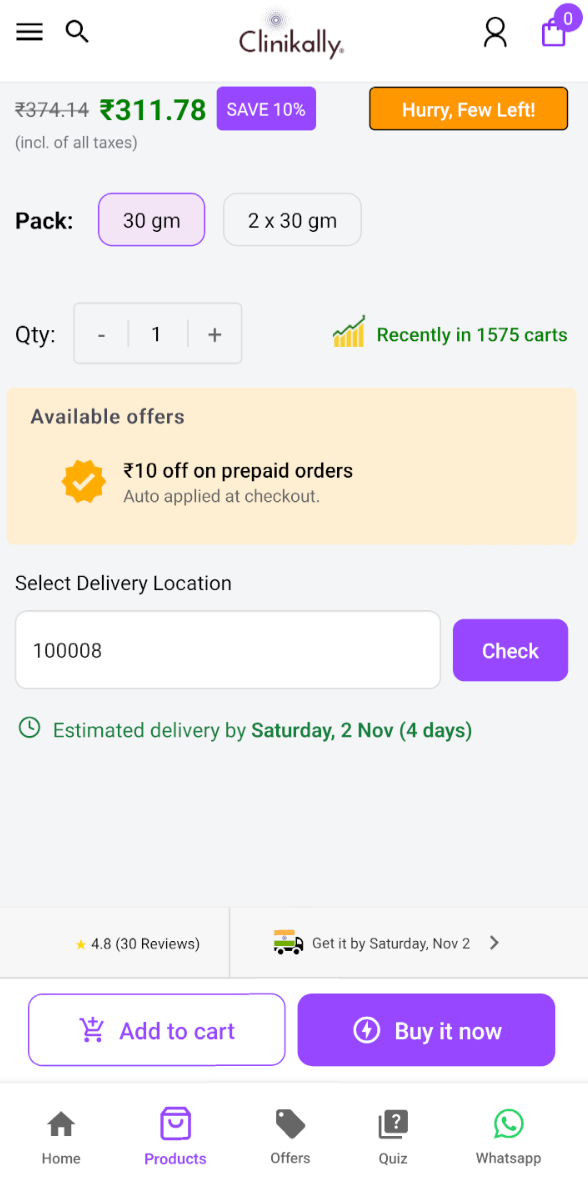 Clinikally®
0
₹374.14 ₹311.78 SAVE 10% Hurry, Few Left!
(incl. of all taxes)
Pack: 30 gm 2 x 30 gm
Qty: - 1 + Recently in 1575 carts
Available offers
₹10 off on prepaid orders
Auto applied at checkout.
Select Delivery Location
100008 Check
Estimated delivery by Saturday, 2 Nov (4 days)
★ 4.8 (30 Reviews) Get it by Saturday, Nov 2
Add to cart Buy it now
Home Products Offers Quiz Whatsapp